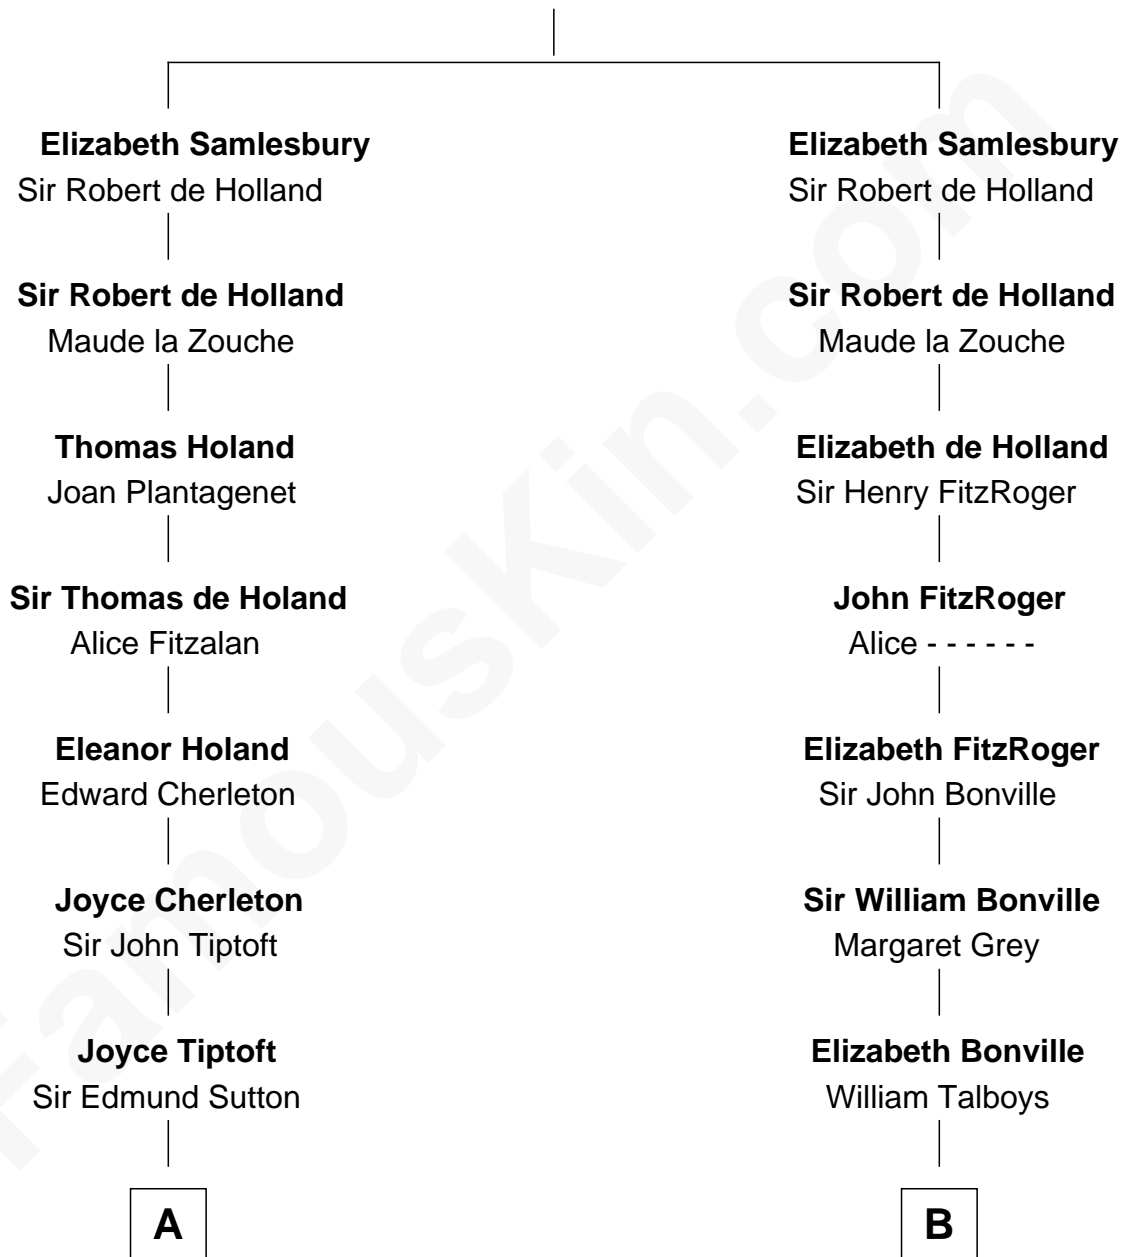 Elizabeth Samlesbury
Sir Robert de Holland
Sir Robert de Holland
Maude la Zouche
Thomas Holand
Joan Plantagenet
Sir Thomas de Holand
Alice Fitzalan
Eleanor Holand
Edward Cherleton
Joyce Cherleton
Sir John Tiptoft
Joyce Tiptoft
Sir Edmund Sutton
A
Elizabeth Samlesbury
Sir Robert de Holland
Sir Robert de Holland
Maude la Zouche
Elizabeth de Holland
Sir Henry FitzRoger
John FitzRoger
Alice - - - - - -
Elizabeth FitzRoger
Sir John Bonville
Sir William Bonville
Margaret Grey
Elizabeth Bonville
William Talboys
B
FamousKin.com